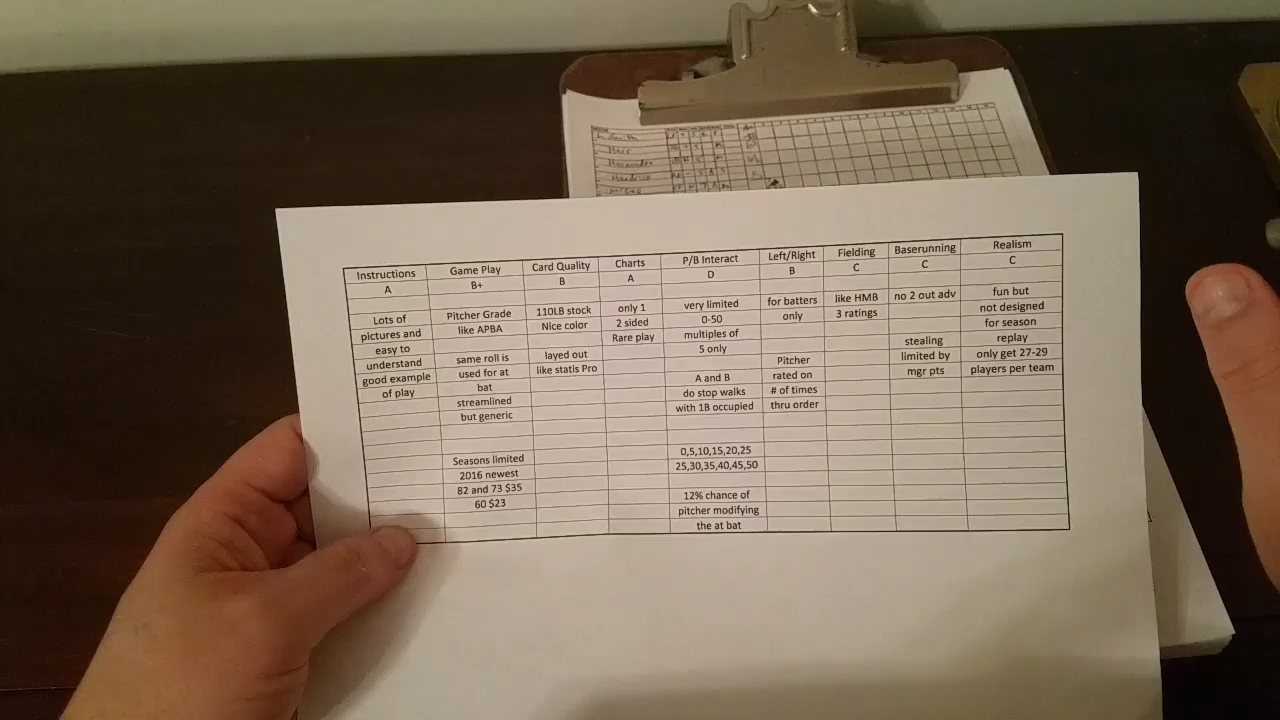 Instructions Game Play Card Quality Charts P/B Interact Left/Right Fielding Baserunning Realism
A B+ B A D B C C C
Lots of Pitcher Grade 110LB stock only 1 very limited for batters like HMB no 2 out adv fun but
pictures and like APBA Nice color 2 sided 0-50 only 3 ratings not designed
easy to Rare play multiples of for season
understand same roll is layed out 5 only stealing replay
good example used for at like statis Pro Pitcher limited by only get 27-29
of play bat A and B rated on mgr pts players per team
streamlined do stop walks # of times
but generic with 1B occupied thru order
Seasons limited 0,5,10,15,20,25
2016 newest 25,30,35,40,45,50
82 and 73 $35
60 $23 12% chance of
pitcher modifying
the at bat